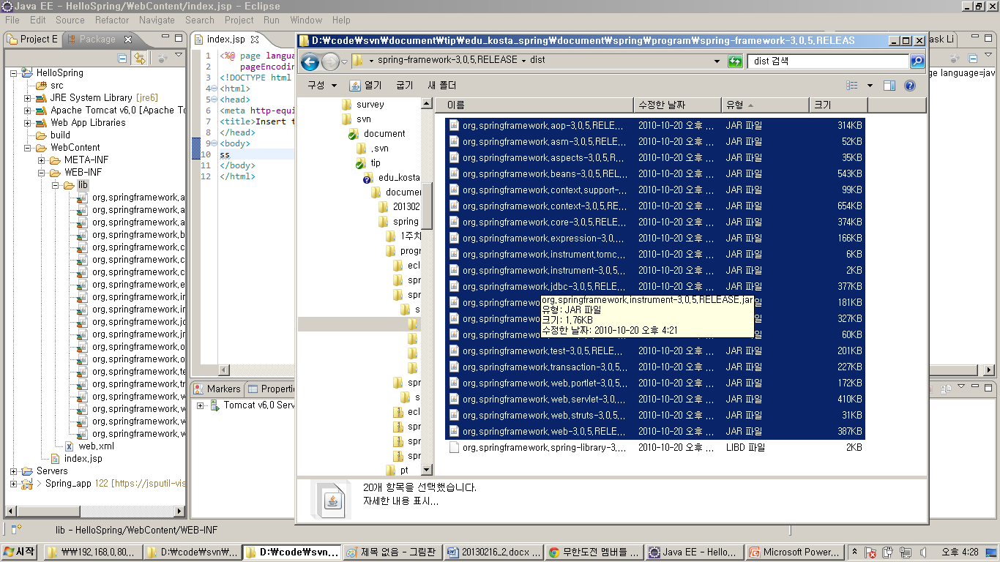 Java EE - HelloSpring/WebContent/index.jsp - Eclipse
File Edit Source Refactor Navigate Search Project Run Window Help
Project E
Package
HelloSpring
src
JRE System Library [jre6]
Apache Tomcat v6,0 [Apache To
Web App Libraries
build
WebContent
META-INF
WEB-INF
lib
org,springframework,a
org,springframework,a
org,springframework,a
org,springframework,b
org,springframework,c
org,springframework,c
org,springframework,c
org,springframework,e
org,springframework,in
org,springframework,in
org,springframework,jd
org,springframework,jr
org,springframework,o
org,springframework,o
org,springframework,te
org,springframework,tr
org,springframework,w
org,springframework,w
org,springframework,w
org,springframework,w
web,xml
index,jsp
Servers
> Spring_app 122 [https://jsputil-vis
index.jsp
1 <%@ page langua
2 pageEncodin
3 <!DOCTYPE html
4 <html>
5 <head>
6 <meta http-equi
7 <title>Insert t
8 </head>
9 <body>
10 ss
11 </body>
12 </html>
Markers
Propertie
Tomcat v6,0 Serv
ask Li
ge language=jav
D:₩code₩svn₩document₩tip₩edu_kosta_spring₩document₩spring₩program₩spring-framework-3,0,5,RELEAS
spring-framework-3,0,5,RELEASE
dist
dist 검색
구성
열기
굽기
새 폴더
survey
svn
document
,svn
tip
edu_kosta
documen
201302
spring
1주차
progr
ecl
spr
spr
s
spr
s
ecl
spr
spr
spr
pt
이름 수정한 날짜 유형 크기
org,springframework,aop-3,0,5,RELE,,, 2010-10-20 오후 ,,, JAR 파일 314KB
org,springframework,asm-3,0,5,RELE,,, 2010-10-20 오후 ,,, JAR 파일 52KB
org,springframework,aspects-3,0,5,R,,, 2010-10-20 오후 ,,, JAR 파일 35KB
org,springframework,beans-3,0,5,REL,,, 2010-10-20 오후 ,,, JAR 파일 543KB
org,springframework,context,support-,,, 2010-10-20 오후 ,,, JAR 파일 99KB
org,springframework,context-3,0,5,RE,,, 2010-10-20 오후 ,,, JAR 파일 654KB
org,springframework,core-3,0,5,RELE,,, 2010-10-20 오후 ,,, JAR 파일 374KB
org,springframework,expression-3,0,,,, 2010-10-20 오후 ,,, JAR 파일 166KB
org,springframework,instrument,tomc,,, 2010-10-20 오후 ,,, JAR 파일 6KB
org,springframework,instrument-3,0,5,,, 2010-10-20 오후 ,,, JAR 파일 2KB
org,springframework,jdbc-3,0,5,RELE,,, 2010-10-20 오후 ,,, JAR 파일 377KB
org,springframewo 일 181KB
org,springframewo 일 327KB
org,springframewo 일 60KB
org,springframework,instrument-3,0,5,RELEASE,jar
유형: JAR 파일
크기: 1,76KB
수정한 날짜: 2010-10-20 오후 4:21
org,springframework,test-3,0,5,RELE,,, 2010-10-20 오후 ,,, JAR 파일 201KB
org,springframework,transaction-3,0,5,,, 2010-10-20 오후 ,,, JAR 파일 227KB
org,springframework,web,portlet-3,0,,,, 2010-10-20 오후 ,,, JAR 파일 172KB
org,springframework,web,servlet-3,0,,,, 2010-10-20 오후 ,,, JAR 파일 410KB
org,springframework,web,struts-3,0,5,,, 2010-10-20 오후 ,,, JAR 파일 31KB
org,springframework,web-3,0,5,RELE,,, 2010-10-20 오후 ,,, JAR 파일 387KB
org,springframework,spring-library-3,,,, 2010-10-20 오후 ,,, LIBD 파일 2KB
20개 항목을 선택했습니다.
자세한 내용 표시...
lib - HelloSpring/WebContent/WEB-INF
시작
₩₩192,168,0,80,,,
D:₩code₩svn₩,,,
D:₩code₩svn,,,
제목 없음 - 그림판
20130216_2,docx ,,,
무한도전 멤버들 ,,,
Java EE - Hello,,,
Microsoft Power,,,
오후 4:28